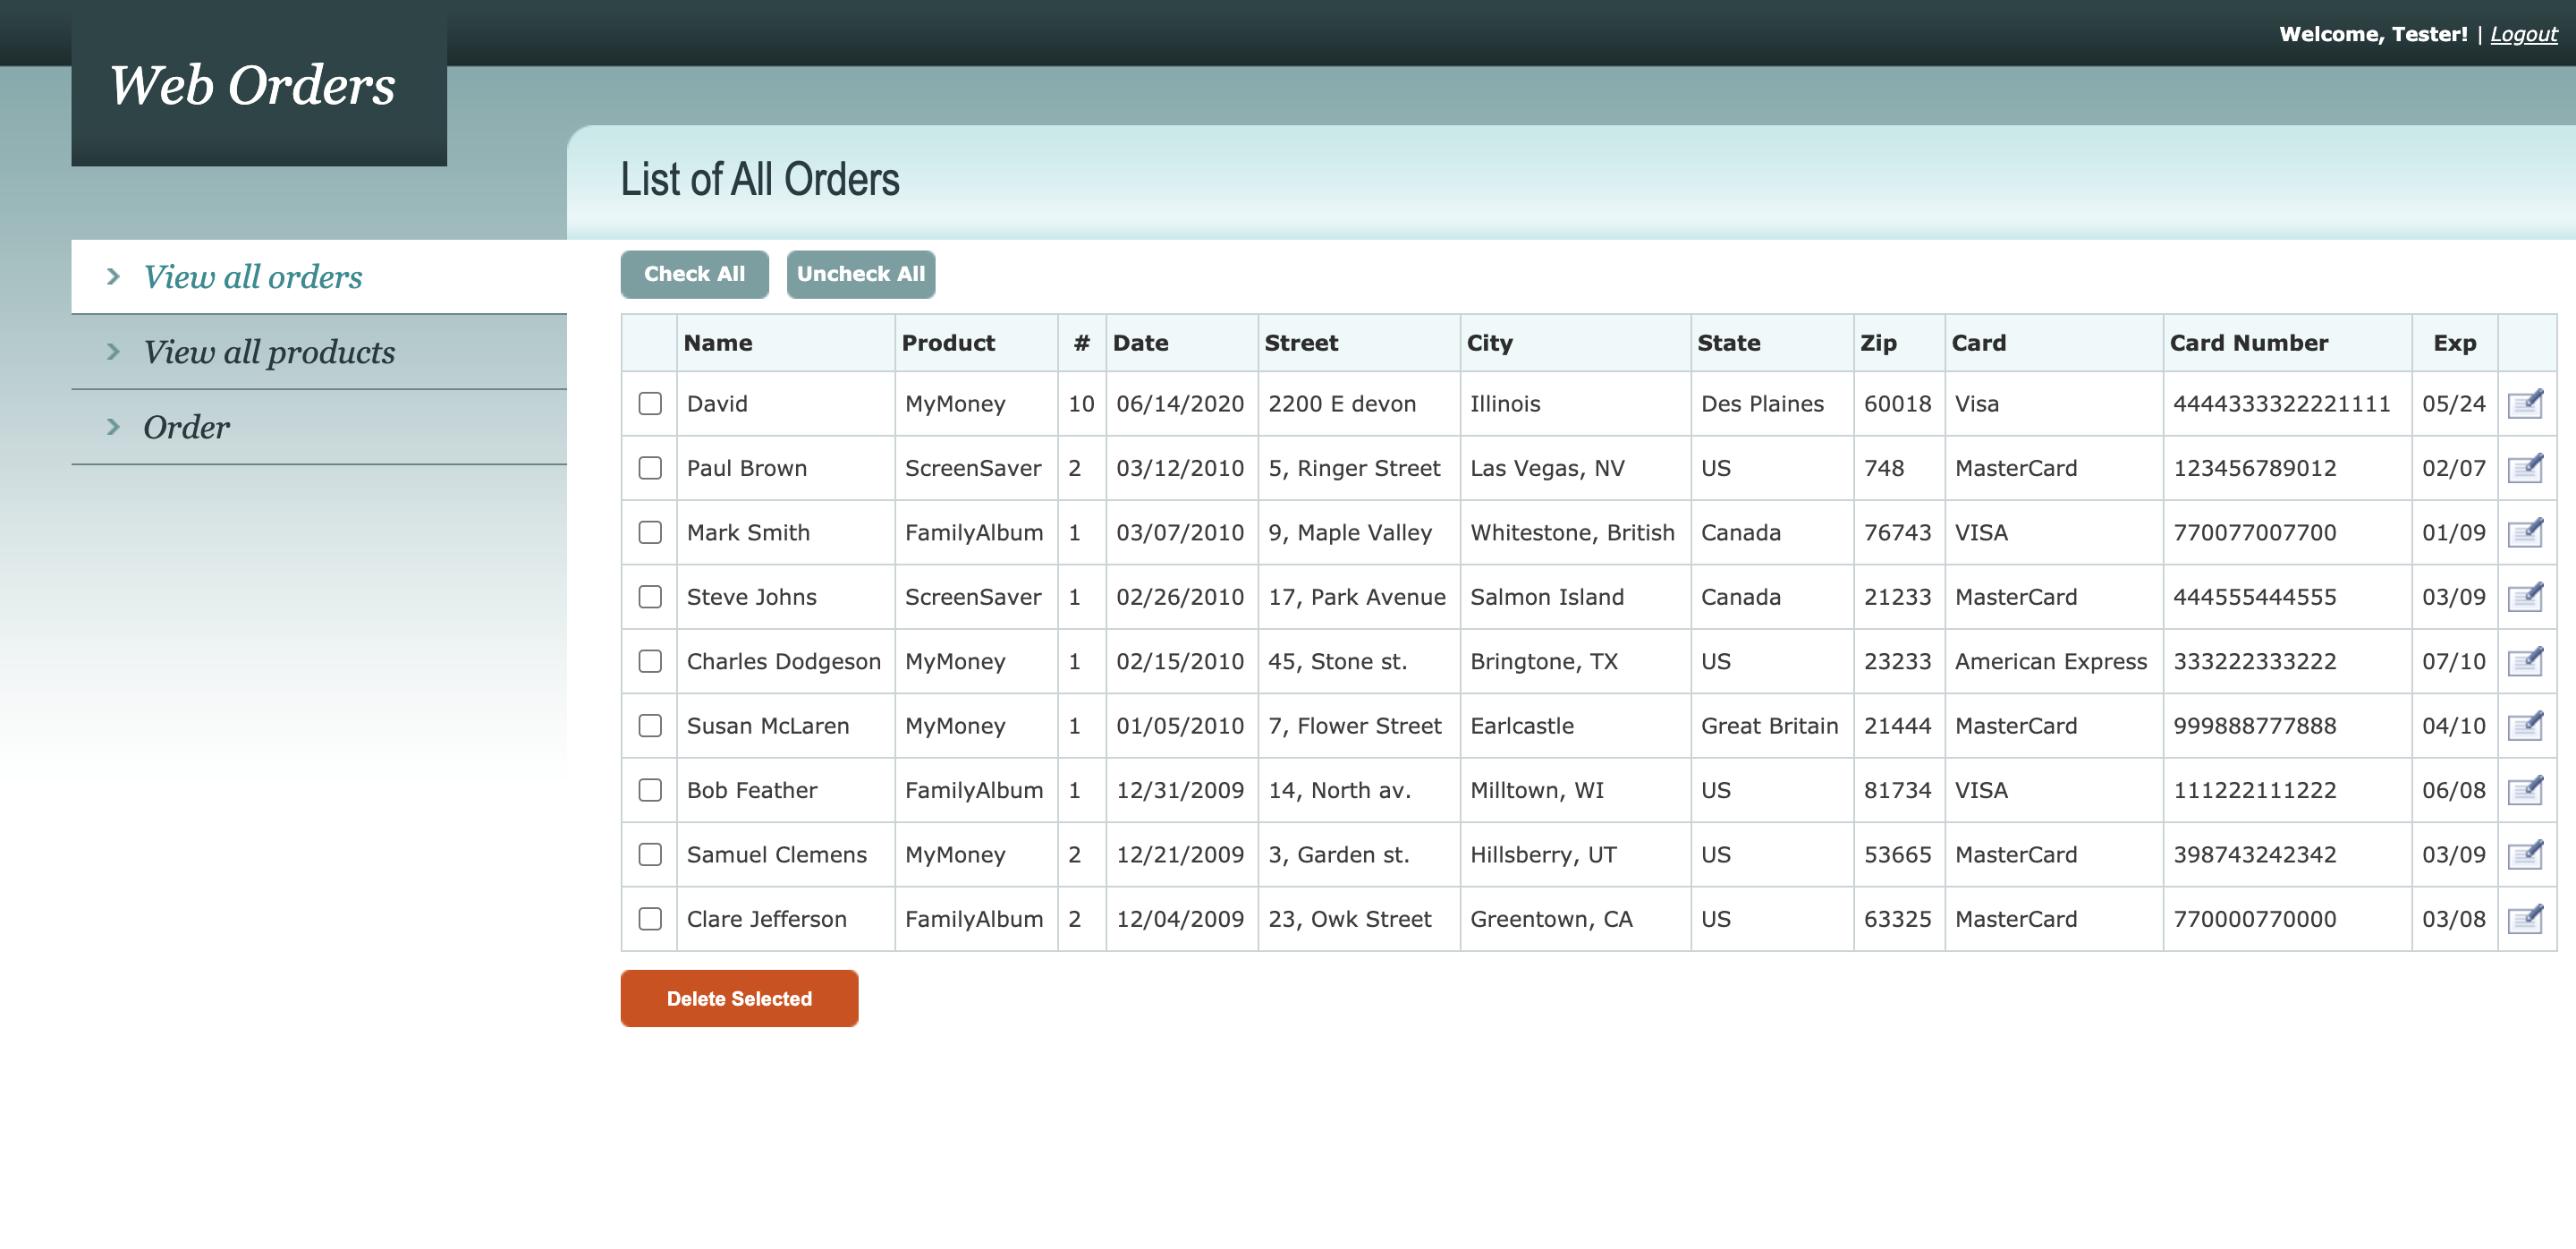 Welcome, Tester! | Logout
Web Orders
List of All Orders
View all orders
View all products
Order
Check All Uncheck All
Name Product # Date Street City State Zip Card Card Number Exp
David MyMoney 10 06/14/2020 2200 E devon Illinois Des Plaines 60018 Visa 4444333322221111 05/24
Paul Brown ScreenSaver 2 03/12/2010 5, Ringer Street Las Vegas, NV US 748 MasterCard 123456789012 02/07
Mark Smith FamilyAlbum 1 03/07/2010 9, Maple Valley Whitestone, British Canada 76743 VISA 770077007700 01/09
Steve Johns ScreenSaver 1 02/26/2010 17, Park Avenue Salmon Island Canada 21233 MasterCard 444555444555 03/09
Charles Dodgeson MyMoney 1 02/15/2010 45, Stone st. Bringtone, TX US 23233 American Express 333222333222 07/10
Susan McLaren MyMoney 1 01/05/2010 7, Flower Street Earlcastle Great Britain 21444 MasterCard 999888777888 04/10
Bob Feather FamilyAlbum 1 12/31/2009 14, North av. Milltown, WI US 81734 VISA 111222111222 06/08
Samuel Clemens MyMoney 2 12/21/2009 3, Garden st. Hillsberry, UT US 53665 MasterCard 398743242342 03/09
Clare Jefferson FamilyAlbum 2 12/04/2009 23, Owk Street Greentown, CA US 63325 MasterCard 770000770000 03/08
Delete Selected